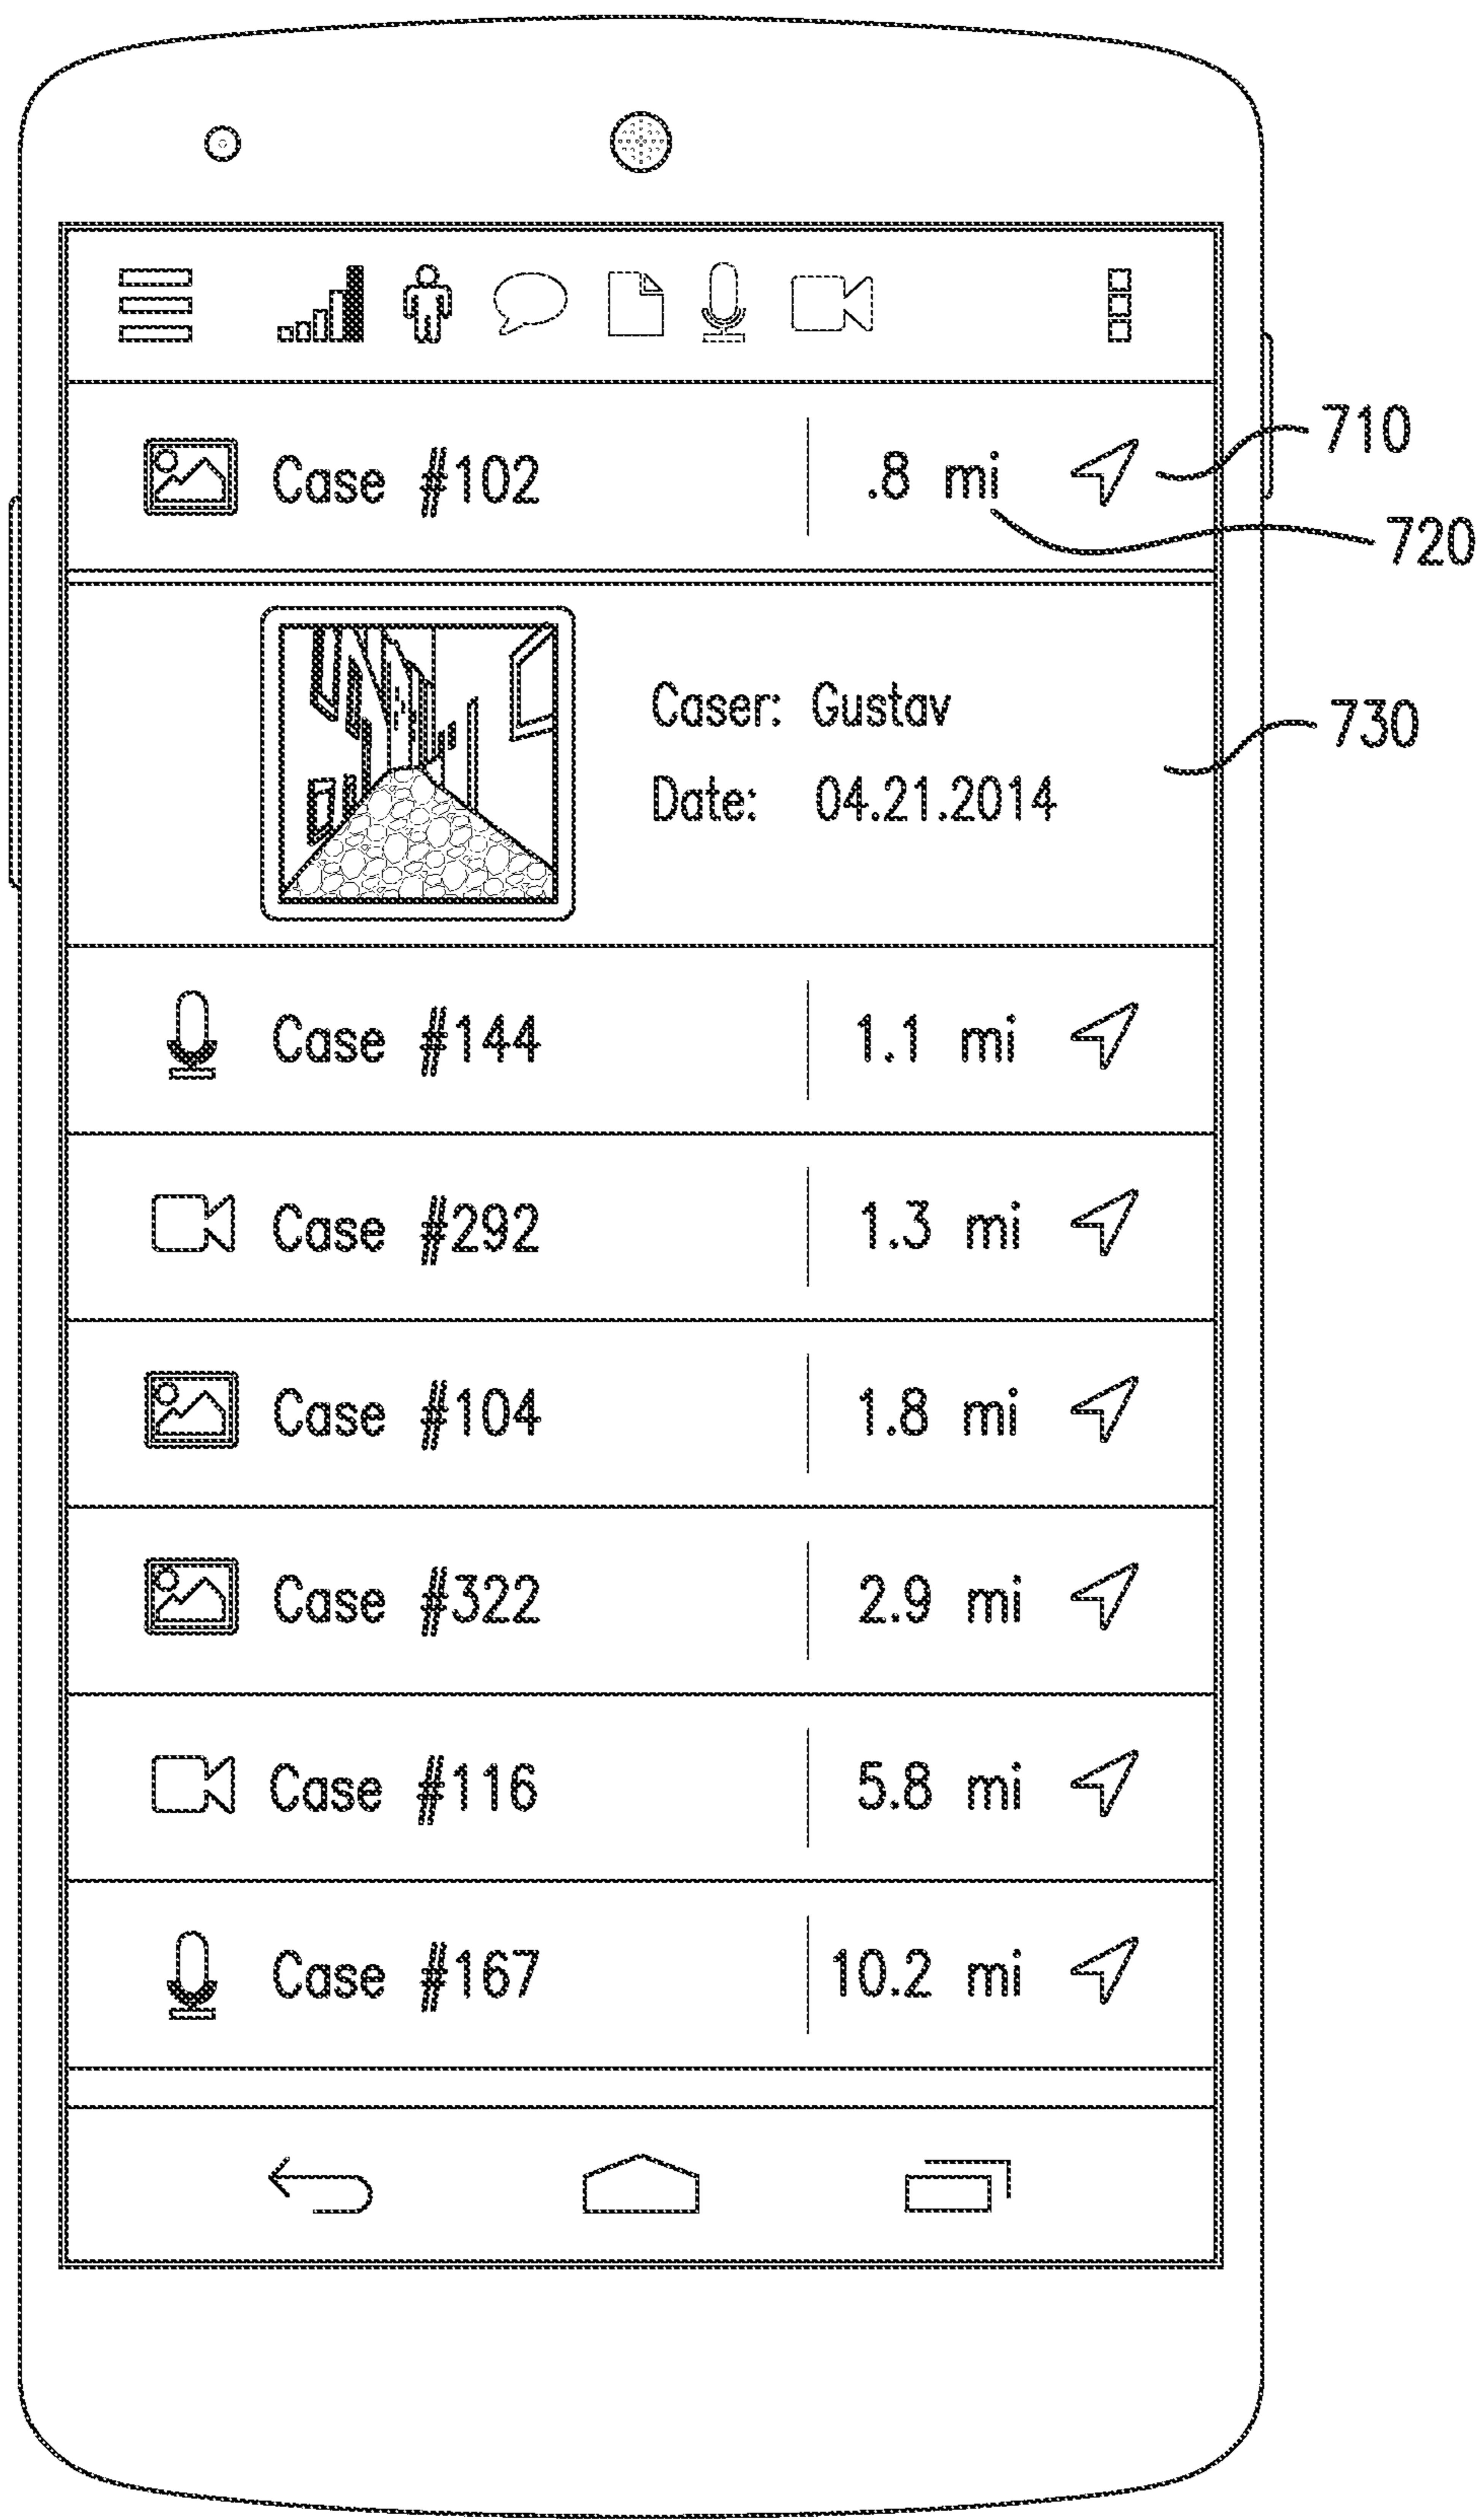 Case #102 .8 mi
710
720
Caser: Gustav
730
Date: 04.21.2014
Case #144 1.1 mi
Case #292 1.3 mi
Case #104 1.8 mi
Case #322 2.9 mi
Case #116 5.8 mi
Case #167 10.2 mi